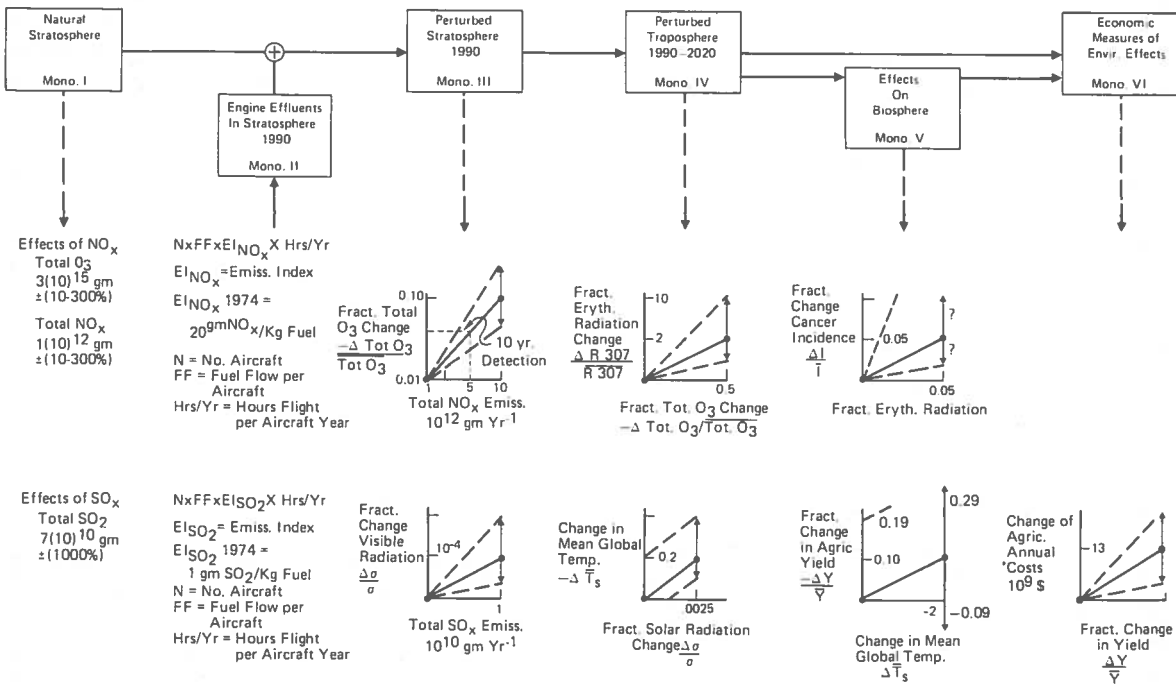 Natural
Stratosphere
Mono. I
Engine Effluents
In Stratosphere
1990
Mono. II
Perturbed
Stratosphere
1990
Mono. III
Perturbed
Troposphere
1990-2020
Mono. IV
Effects
On
Biosphere
Mono. V
Economic
Measures of
Envir. Effects
Mono. VI
Effects of NOx
Total O3
3(10)15 gm
±(10-300%)
Total NOx
1(10)12 gm
±(10-300%)
NxFFxEINOxX Hrs/Yr
EINOx=Emiss. Index
EINOx 1974 =
20gmNOx/Kg Fuel
N = No. Aircraft
FF = Fuel Flow per
Aircraft
Hrs/Yr = Hours Flight
per Aircraft Year
Fract. Total
O3 Change
-Δ Tot O3
Tot O3
0.10
0.01
10 yr.
Detection
1 5 10
Total NOx Emiss.
10 12 gm Yr-1
Fract.
Eryth.
Radiation
Change
Δ R 307
R 307
10
2
0.5
Fract. Tot. O3 Change
-Δ Tot. O3/Tot. O3
Fract.
Change
Cancer
Incidence
ΔI
I
0.05
?
?
0.05
Fract. Eryth. Radiation
Effects of SOx
Total SO2
7(10)10 gm
±(1000%)
NxFFxEISO2X Hrs/Yr
EISO2=Emiss. Index
EISO2 1974 =
1 gm SO2/Kg Fuel
N = No. Aircraft
FF = Fuel Flow per
Aircraft
Hrs/Yr = Hours Flight
per Aircraft Year
Fract.
Change
Visible
Radiation
Δσ
σ
10-4
1
Total SOx Emiss.
10 10 gm Yr-1
Change in
Mean Global
Temp.
-Δ Ts
0.2
0025
Fract. Solar Radiation
Change Δσ
σ
Fract.
Change
in Agric
Yield
-ΔY
Y
0.19
0.10
0.29
-2
-0.09
Change in Mean
Global Temp.
ΔTs
Change of
Agric.
Annual
Costs
10 9 $
13
Fract. Change
in Yield
ΔY
Y